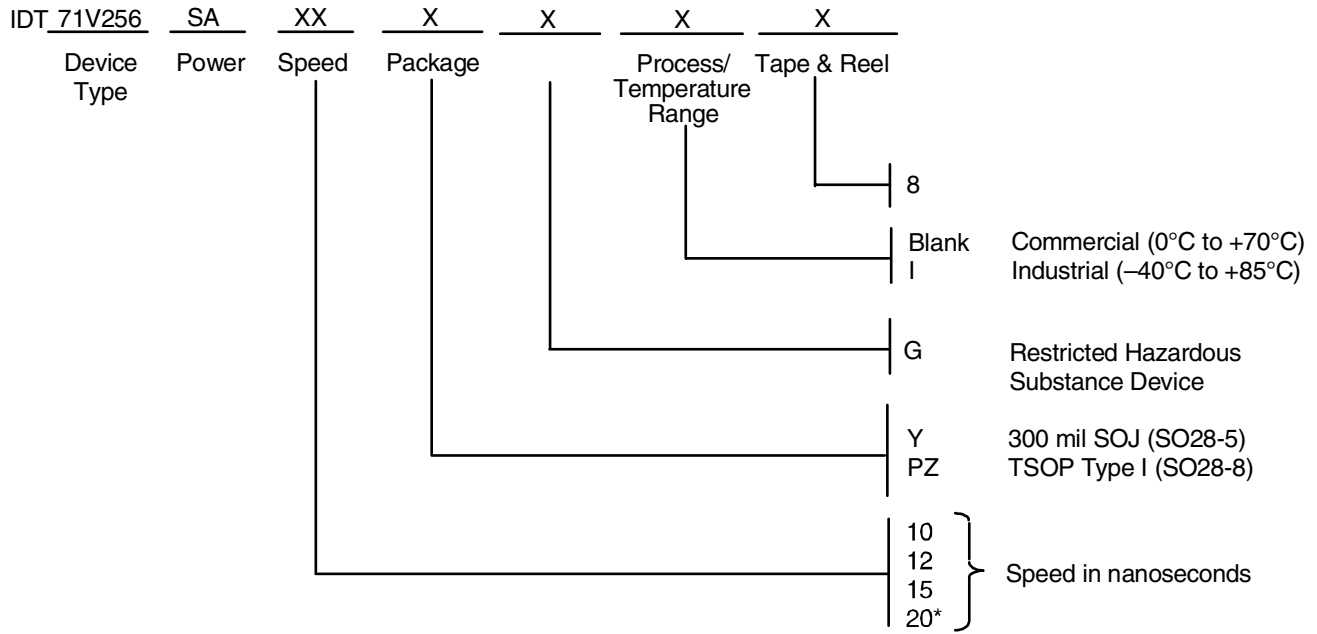 IDT 71V256 SA XX X X X X
Device Type Power Speed Package Process/ Temperature Range Tape & Reel
8
Blank Commercial (0°C to +70°C)
I Industrial (–40°C to +85°C)
G Restricted Hazardous
Substance Device
Y 300 mil SOJ (SO28-5)
PZ TSOP Type I (SO28-8)
10
12
15
20*
Speed in nanoseconds